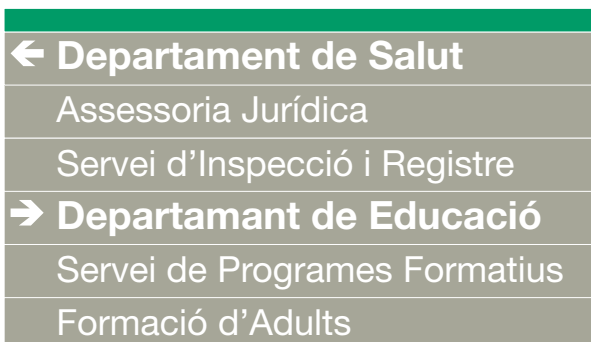 ← Departament de Salut
Assessoria Jurídica
Servei d’Inspecció i Registre
→ Departamant de Educació
Servei de Programes Formatius
Formació d’Adults